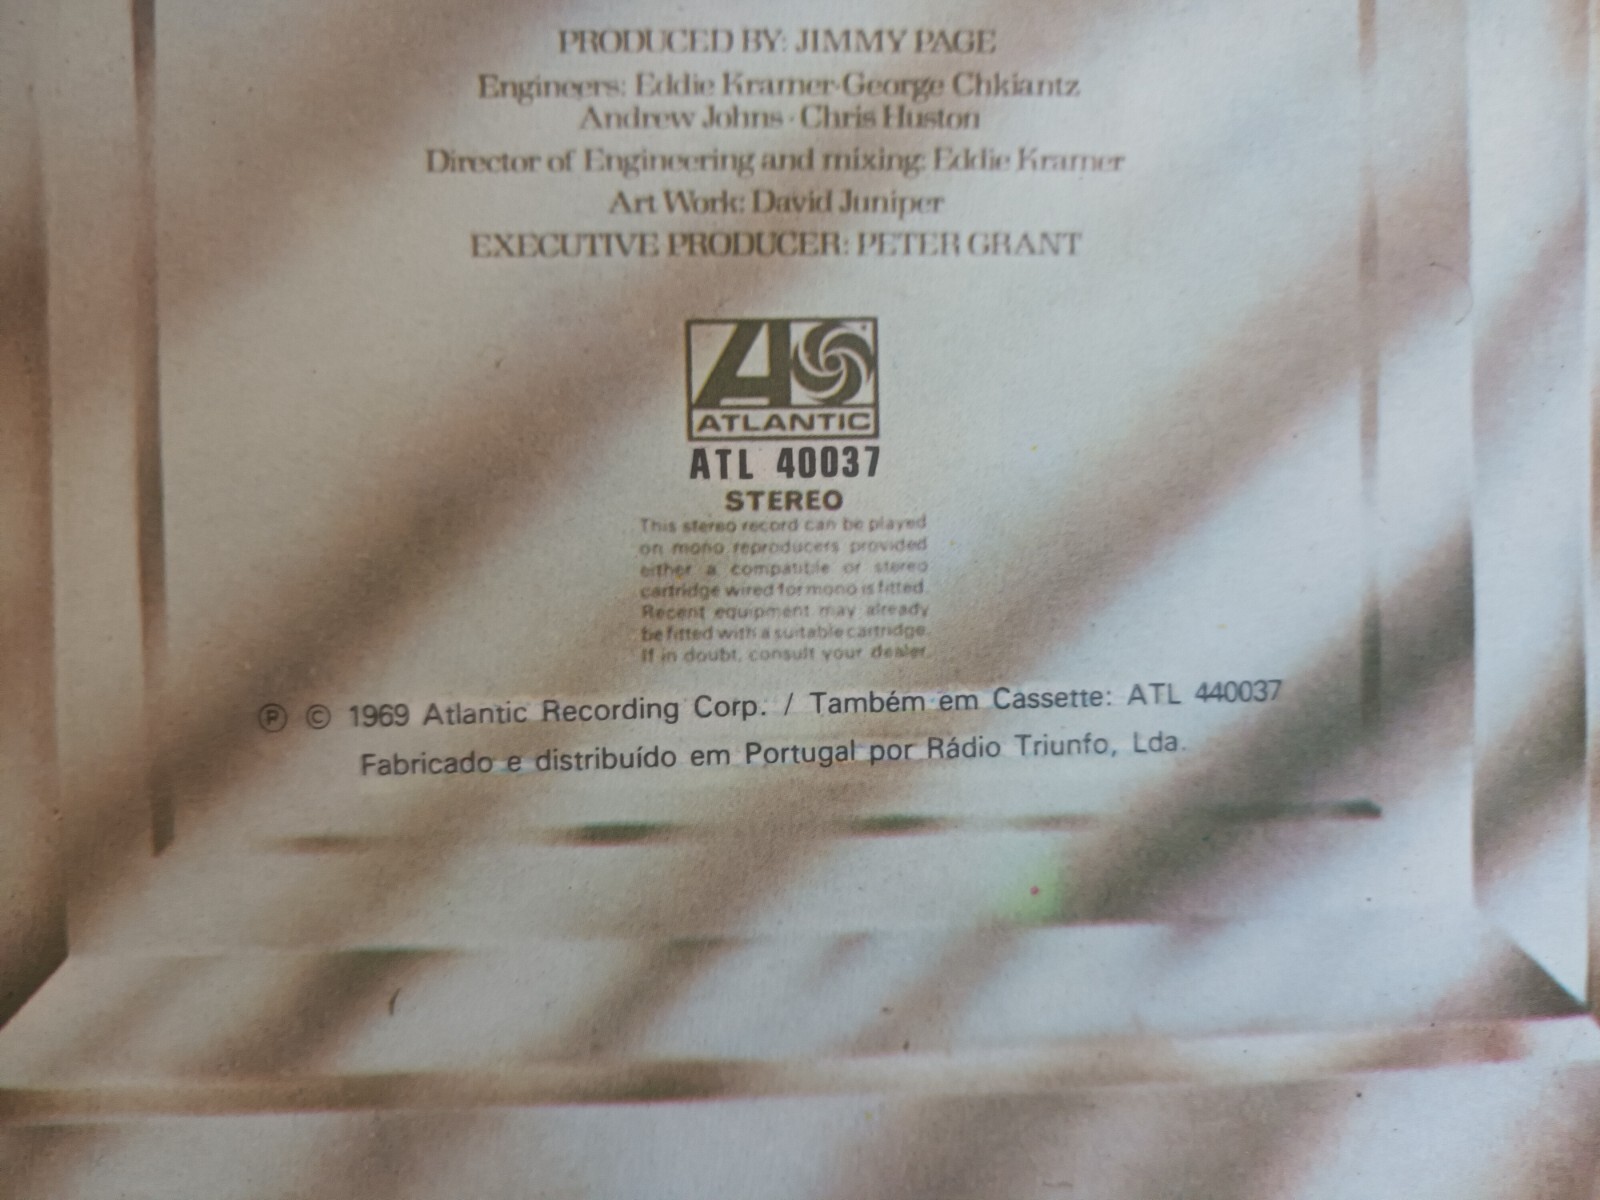 PRODUCED BY: JIMMY PAGE
Engineers: Eddie Kramer·George Chkiantz
Andrew Johns · Chris Huston
Director of Engineering and mixing: Eddie Kramer
Art Work: David Juniper
EXECUTIVE PRODUCER: PETER GRANT
ATLANTIC
ATL 40037
STEREO
This stereo record can be played
on mono reproducers provided
either a compatible or stereo
cartridge wired for mono is fitted.
Recent equipment may already
be fitted with a suitable cartridge.
If in doubt, consult your dealer.
℗ © 1969 Atlantic Recording Corp. / Também em Cassette: ATL 440037
Fabricado e distribuído em Portugal por Rádio Triunfo, Lda.